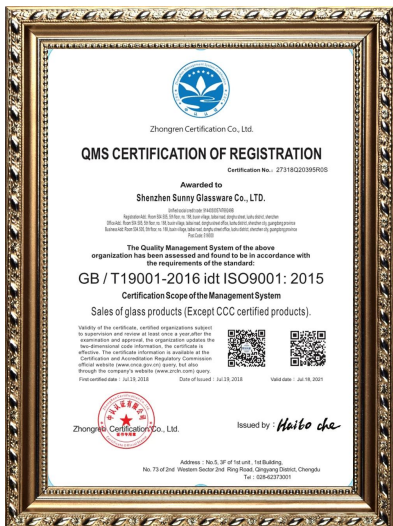 Zhongren Certification Co., Ltd.
QMS CERTIFICATION OF REGISTRATION
Certification No.: 27318Q20395R0S
Awarded to
Shenzhen Sunny Glassware Co., LTD.
The Quality Management System of the above
organization has been assessed and found to be in accordance with
the requirements of the standard:
GB / T19001-2016 idt ISO9001: 2015
Certification Scope of the Management System
Sales of glass products (Except CCC certified products).
Validity of the certificate, certified organizations subject
to supervision and review at least once a year,after the
examination and approval, the organization updates the
two-dimensional code information, the certificate is
effective. The certificate information is available at the
Certification and Accreditation Regulatory Commission
official website (www.cnca.gov.cn) query, but also
through the company's website (www.zrcln.com) query.
First certified date : Jul.19, 2018 Date of Issued : Jul.19, 2018 Valid date : Jul.18, 2021
Zhongren Certification Co., Ltd.
Issued by : Haibo che
Address : No.5, 3F of 1st unit , 1st Building,
No. 73 of 2nd Western Sector 2nd Ring Road, Qingyang District, Chengdu
Tel : 028-62373001